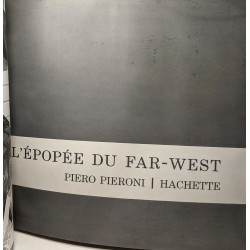 L'ÉPOPÉE DU FAR-WEST
PIERO PIERONI | HACHETTE